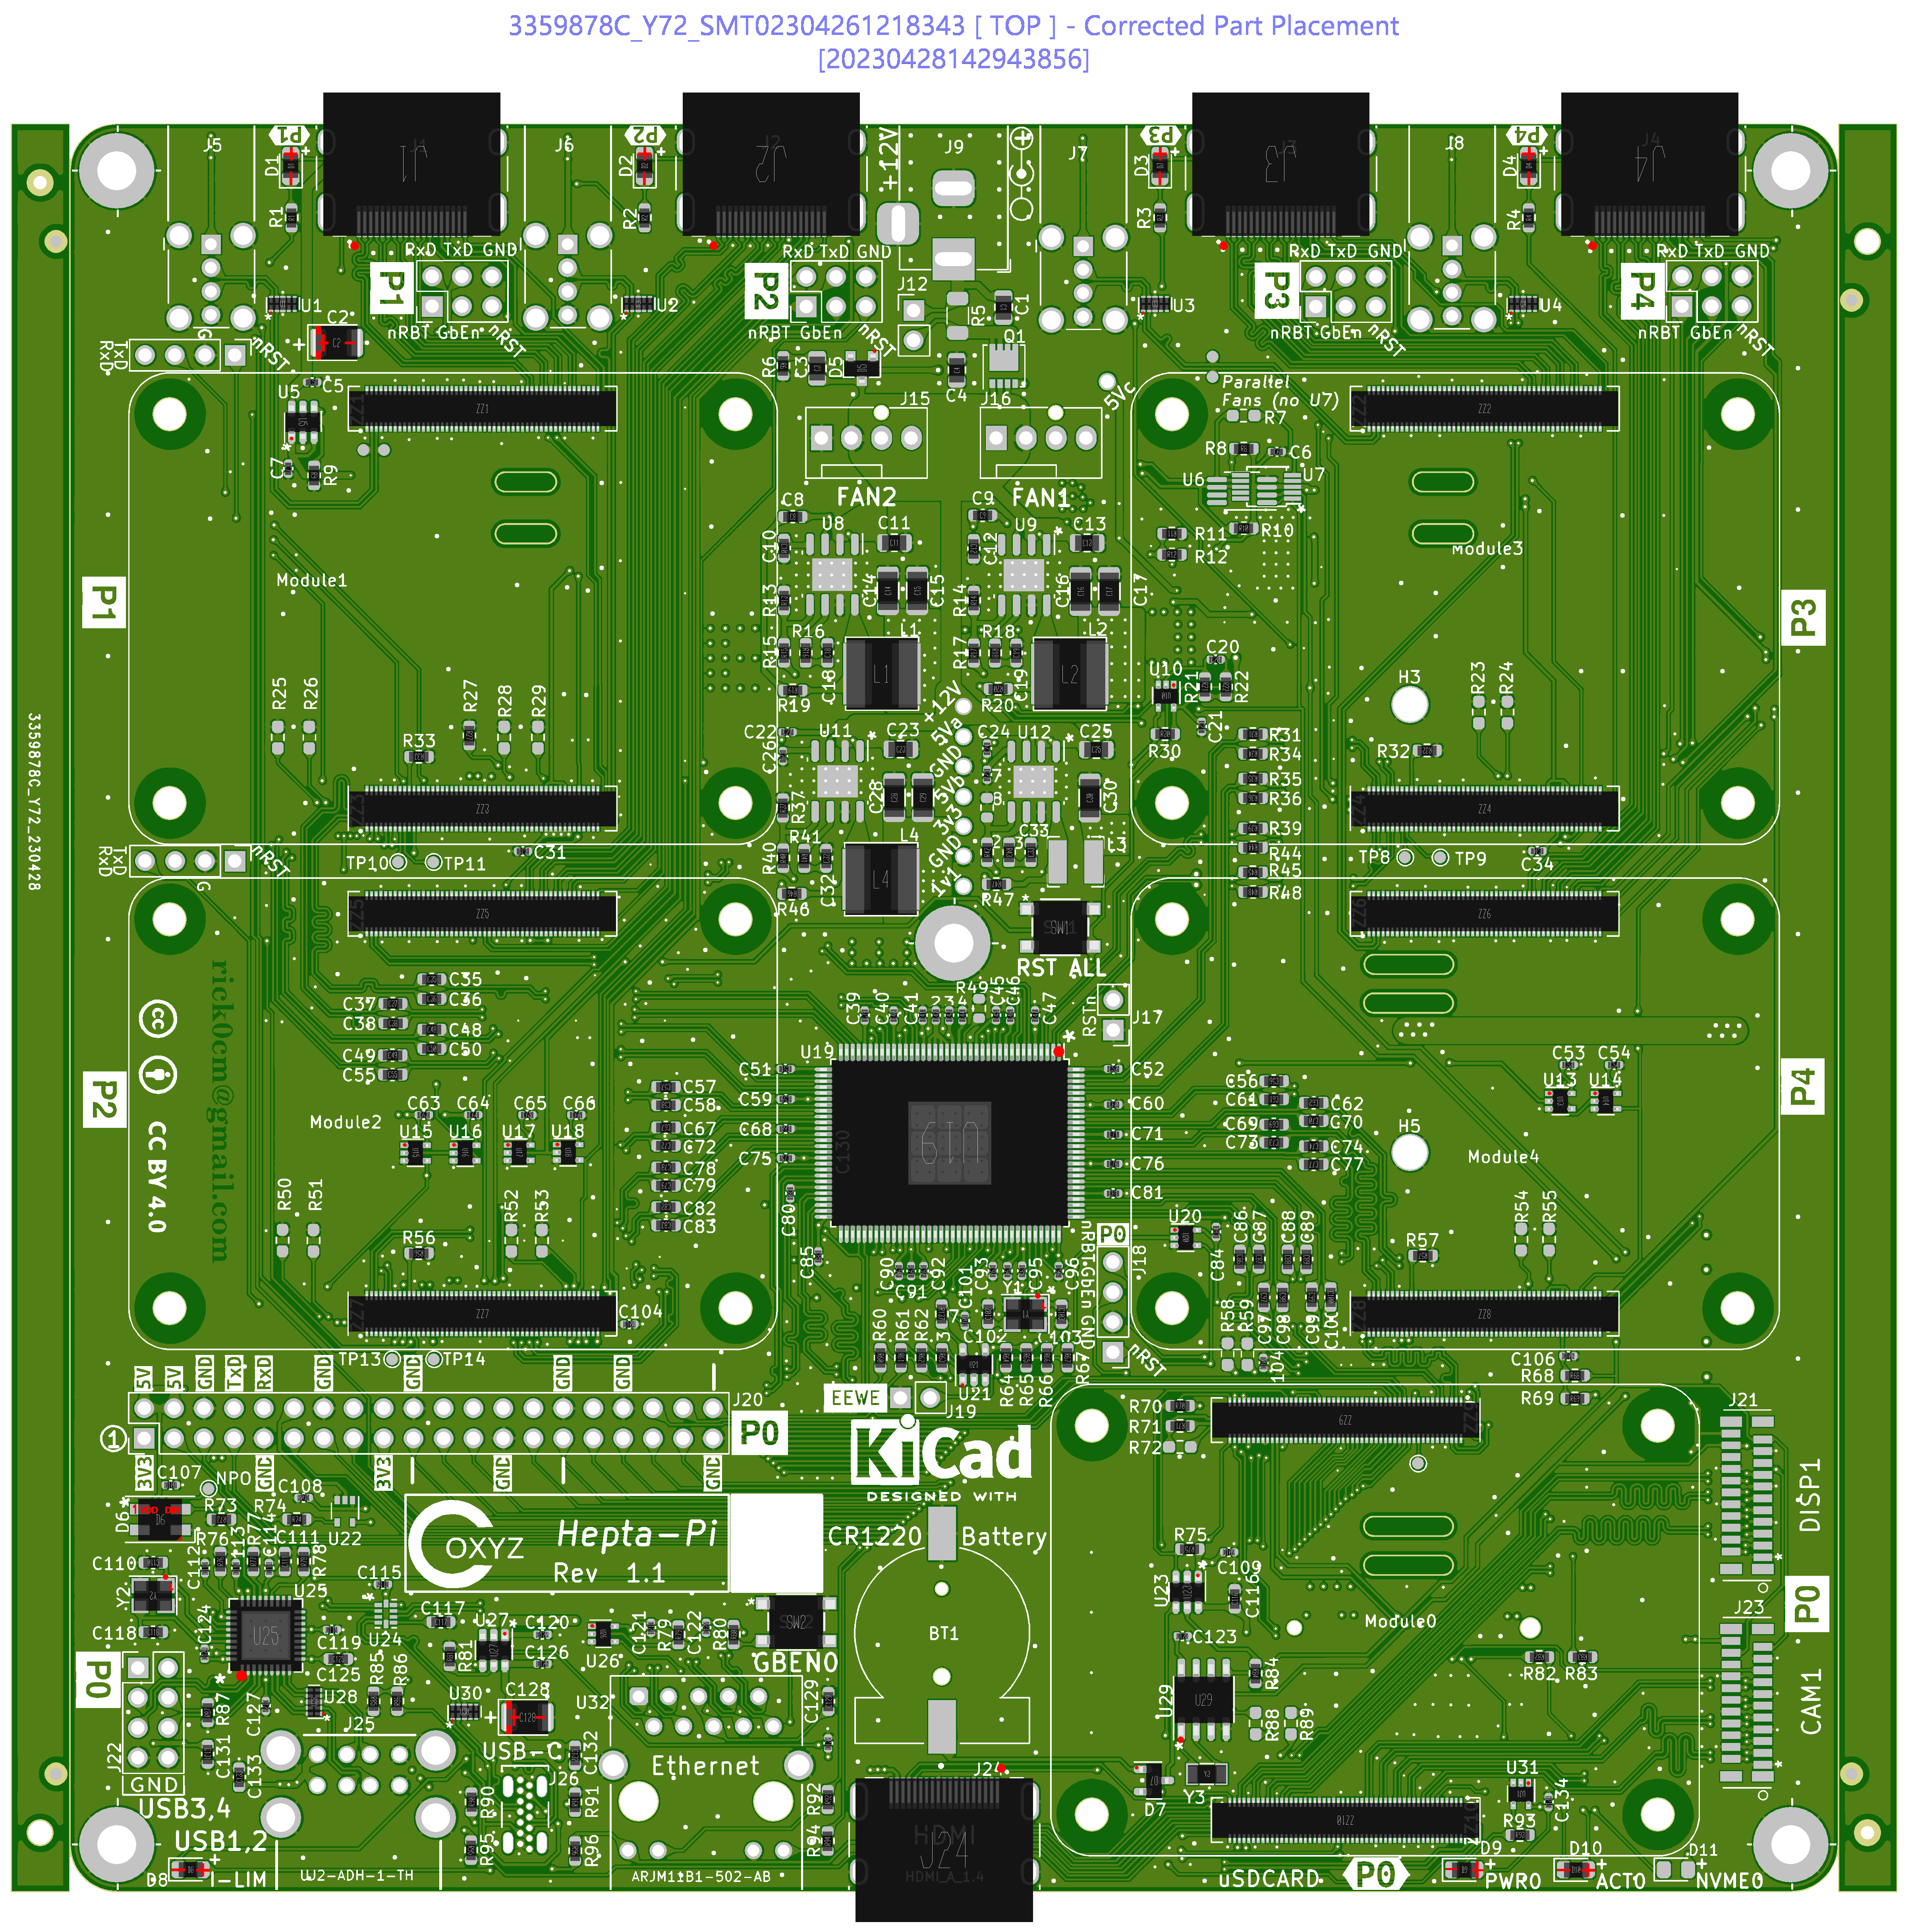 3359878C_Y72_SMT02304261218343 [ TOP ] - Corrected Part Placement
[20230428142943856]
J5 P1 D1 R1 J1 J6 P2 D2 R2 J2 +12V J9 J7 P3 D3 R3 J3 J8 P4 D4 R4 J4
RxD TxD GND
RxD TxD GND
RxD TxD GND
RxD TxD GND
P1 P2 P3 P4
U1 U2 U3 U4 J12 R5 C1
nRBT GbEn nRST
nRBT GbEn nRST
nRBT GbEn nRST
nRBT GbEn nRST
C2 G nRST
TxD
RxD
R6 C3 D5 C4 Q1 5Vc
U5 C5 ZZ1 J15 J16
Parallel
Fans (no U7)
R7 ZZ2
C7 R9 R8 C6
FAN2 FAN1 U6 U7
C8 C9 R10 R11 R12
U8 C11 U9 C13 C10 C12
Module1 Module3
C14 C15 C16 C17
P1 P3
R13 R14
R16 L1 R18 L2
R15 R17 C18 C19 R19 R20
C20 U10 R21 R22 H3
R25 R26 R27 R28 R29 R23 R24
+12V
5Va
GND
5Vb
3v3
GND
1v1
C22 U11 C23 C24 U12 C25 C21 R30 R31
C26 R33 R34 R32
R35 R36
ZZ3 R37 C28 C30 ZZ4
R39 R44 R45 R48
R41 C33 L3 R40 L4 C32
nRST
TxD
RxD
G
TP10 TP11 C31 TP8 TP9 C34
R46 R47
ZZ5 SW1 ZZ6
RST ALL
3359878C_Y72_230428
rick0cm@gmail.com
CC BY 4.0
C35 C36 C37 C38 C48 C50 C49 C55
R49 C39 C40 C41 C45 C46 C47
RSTn J17
U19 C51 C52 C53 C54
P2 P4
C57 C58 C59 C60 C56 C61 C62 U13 U14
Module2 C63 C64 C65 C66
C67 C68 C71 C69 C70 H5
U15 U16 U17 U18 C72 C73 C74 Module4
C75 C76 C77 C78 C79 C81 C80 C82 C83
C130
R50 R51 R52 R53 R54 R55
R56 C85 P0 U20 C84 C86 C87 C88 C89 R57
nRBT GbEn GND nRST J18
C90 C91 C92 C93 C95 C96 C101 Y1
ZZ7 C104 C102 C103 ZZ8
R60 R61 R62 R58 R59 C97 C98 C99 C100
TP13 TP14 C106
U21 R64 R65 R66 R68 R69
5V 5V GND TxD RxD GND GND GND GND
EEWE J19
J20
P0
3V3 GND 3V3 GND GND
R70 R71 R72 ZZ9 J21
KiCad
DESIGNED WITH
DISP1
C107 NPO C108
D6 R73 R74 U22
R76 R77 C111 R78 C112 C114 C110
OXYZ
Hepta-Pi
Rev 1.1
CR1220 Battery
R75 C109 U23 C116
Y2 U25 C115 C117 U24
C118 C124 C119 C125
R81 U27 C120 C126 U26 C121 R79 C122 R80 SW2
GBEN0
BT1
Module0 J23 P0
C123 R82 R83 R84
P0
R87 C127 U28 R85 R86 U30 C128 U32 C129
U29 R88 R89 CAM1
J22 J25
GND
C131 C133
USB-C
J26 C132
Ethernet
J24
USB3,4
USB1,2
R90 R91 R92 R94 R95 R96
D7 Y3 ZZ10 U31 C134 R93
D8 I-LIM
UJ2-ADH-1-TH
ARJM11B1-502-AB
HDMI
HDMI_A_1.4
uSDCARD P0 D9 PWR0 D10 ACT0 D11 NVME0